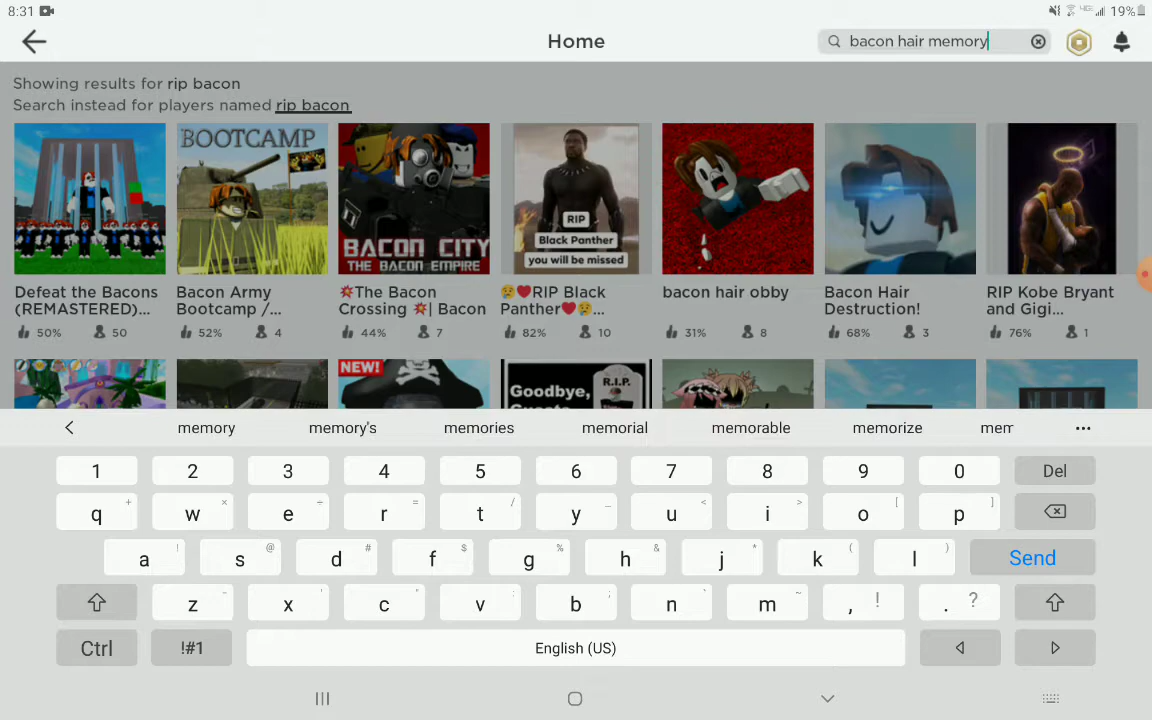 8:31
19%
Home
bacon hair memory
Showing results for rip bacon
Search instead for players named rip bacon
BOOTCAMP
BACON CITY
THE BACON EMPIRE
RIP
Black Panther
you will be missed
Defeat the Bacons
(REMASTERED)...
50% 50
Bacon Army
Bootcamp /...
52% 4
💥The Bacon
Crossing 💥| Bacon
44% 7
😢❤️RIP Black
Panther❤️😢...
82% 10
bacon hair obby
31% 8
Bacon Hair
Destruction!
68% 3
RIP Kobe Bryant
and Gigi...
76% 1
NEW!
Goodbye,
Guests
R.I.P.
memory memory's memories memorial memorable memorize mem ...
1 2 3 4 5 6 7 8 9 0 Del
q + w × e ÷ r = t / y _ u < i > o [ p ]
a ! s @ d # f $ g % h & j * k ( l ) Send
z - x ' c " v : b ; n ` m ~ , ! . ?
Ctrl !#1 English (US)